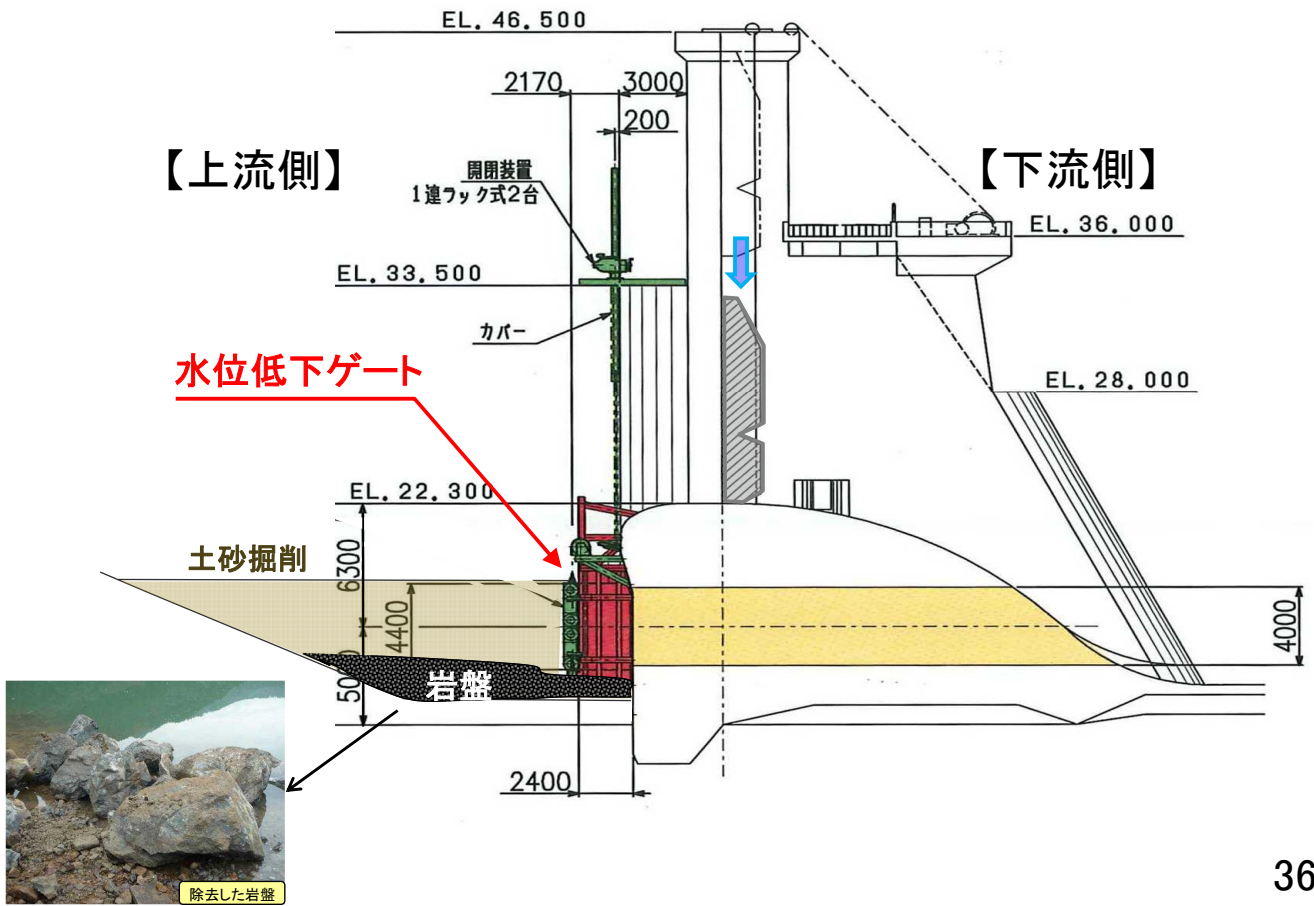 EL. 46.500
2170
3000
200
【上流側】
【下流側】
開閉装置
1連ラック式2台
EL. 36.000
EL. 33.500
カバー
水位低下ゲート
EL. 28.000
EL. 22.300
土砂掘削
6300
4400
4000
岩盤
2400
除去した岩盤
36